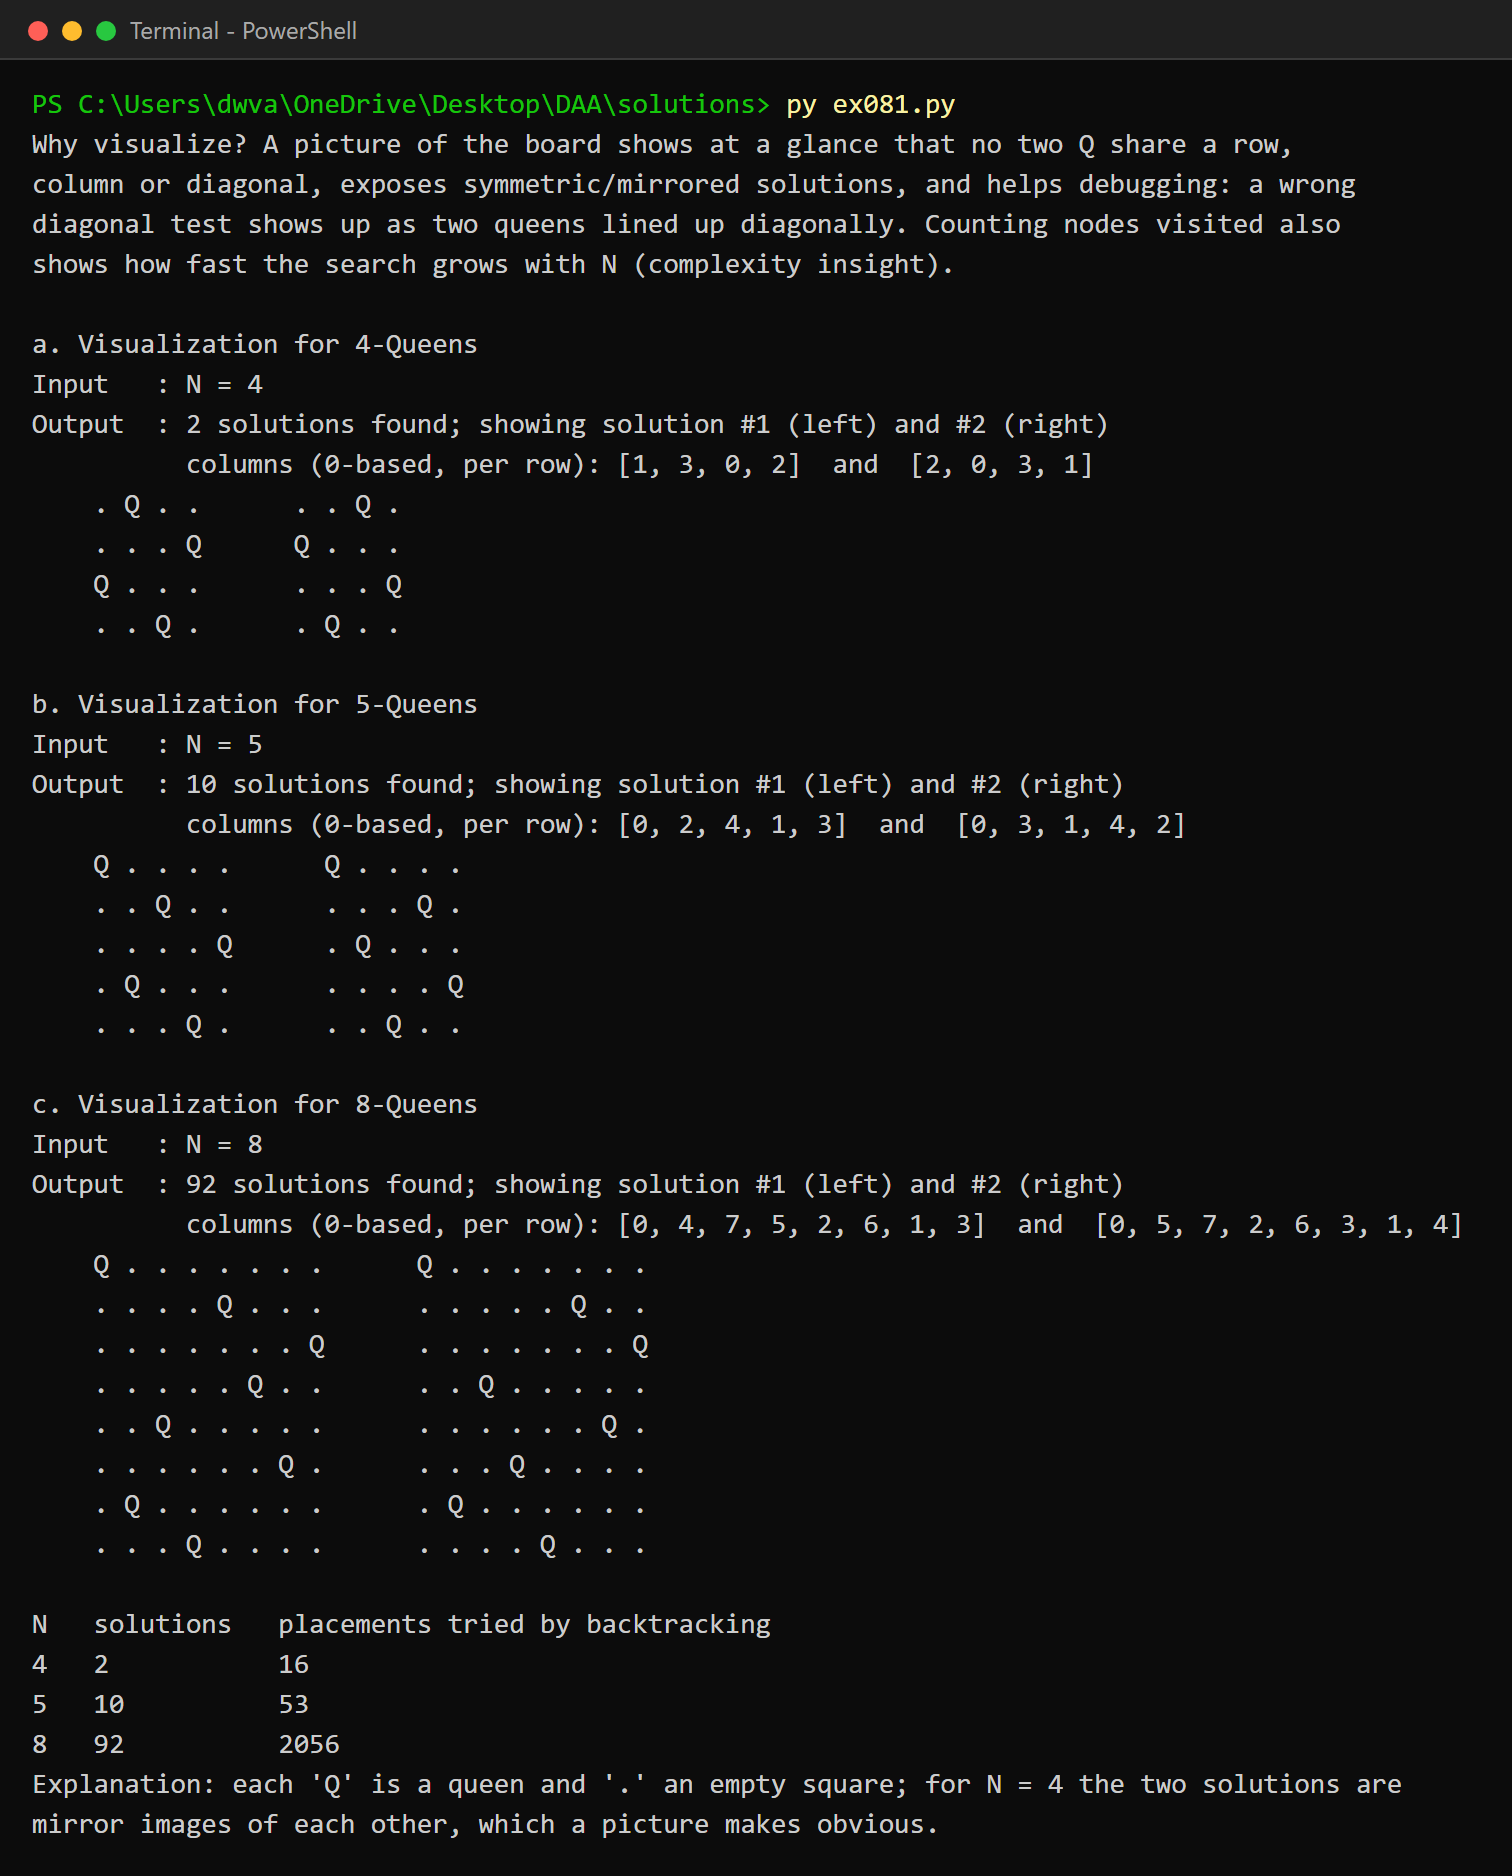 Terminal - PowerShell
PS C:\Users\dwva\OneDrive\Desktop\DAA\solutions> py ex081.py
Why visualize? A picture of the board shows at a glance that no two Q share a row,
column or diagonal, exposes symmetric/mirrored solutions, and helps debugging: a wrong
diagonal test shows up as two queens lined up diagonally. Counting nodes visited also
shows how fast the search grows with N (complexity insight).

a. Visualization for 4-Queens
Input   : N = 4
Output  : 2 solutions found; showing solution #1 (left) and #2 (right)
          columns (0-based, per row): [1, 3, 0, 2]  and  [2, 0, 3, 1]
    . Q . .      . . Q .
    . . . Q      Q . . .
    Q . . .      . . . Q
    . . Q .      . Q . .

b. Visualization for 5-Queens
Input   : N = 5
Output  : 10 solutions found; showing solution #1 (left) and #2 (right)
          columns (0-based, per row): [0, 2, 4, 1, 3]  and  [0, 3, 1, 4, 2]
    Q . . . .      Q . . . .
    . . Q . .      . . . Q .
    . . . . Q      . Q . . .
    . Q . . .      . . . . Q
    . . . Q .      . . Q . .

c. Visualization for 8-Queens
Input   : N = 8
Output  : 92 solutions found; showing solution #1 (left) and #2 (right)
          columns (0-based, per row): [0, 4, 7, 5, 2, 6, 1, 3]  and  [0, 5, 7, 2, 6, 3, 1, 4]
    Q . . . . . . .      Q . . . . . . .
    . . . . Q . . .      . . . . . Q . .
    . . . . . . . Q      . . . . . . . Q
    . . . . . Q . .      . . Q . . . . .
    . . Q . . . . .      . . . . . . Q .
    . . . . . . Q .      . . . Q . . . .
    . Q . . . . . .      . Q . . . . . .
    . . . Q . . . .      . . . . Q . . .

N   solutions   placements tried by backtracking
4   2           16
5   10          53
8   92          2056
Explanation: each 'Q' is a queen and '.' an empty square; for N = 4 the two solutions are
mirror images of each other, which a picture makes obvious.